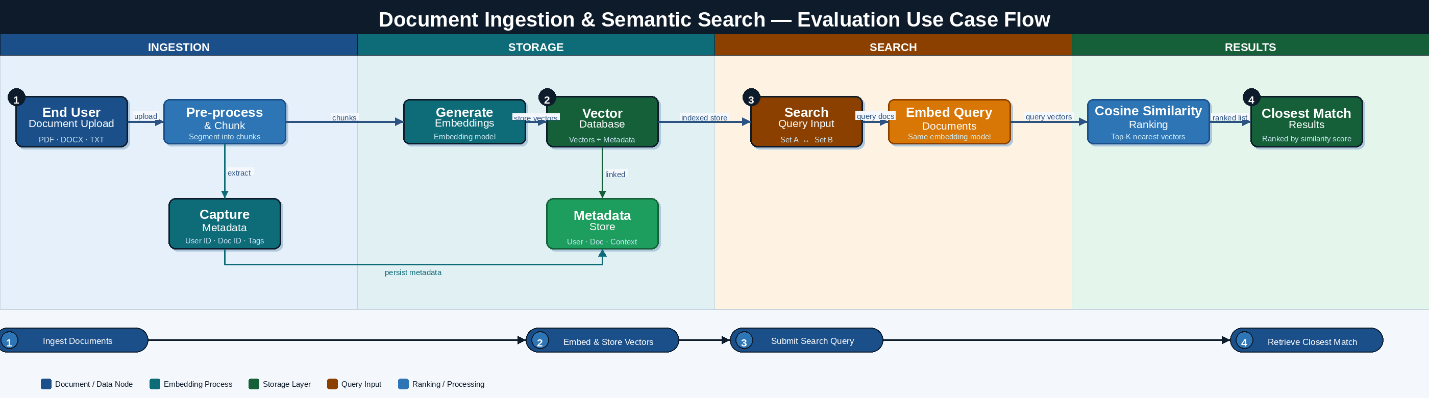 Document Ingestion & Semantic Search — Evaluation Use Case Flow
INGESTION
STORAGE
SEARCH
RESULTS
1
End User
Document Upload
PDF · DOCX · TXT
upload
Pre-process
& Chunk
Segment into chunks
chunks
Generate
Embeddings
Embedding model
store vectors
2
Vector
Database
Vectors + Metadata
indexed store
3
Search
Query Input
Set A ↔ Set B
query docs
Embed Query
Documents
Same embedding model
query vectors
Cosine Similarity
Ranking
Top-K nearest vectors
ranked list
4
Closest Match
Results
Ranked by similarity score
extract
linked
Capture
Metadata
User ID · Doc ID · Tags
Metadata
Store
User · Doc · Context
persist metadata
1 Ingest Documents
2 Embed & Store Vectors
3 Submit Search Query
4 Retrieve Closest Match
Document / Data Node
Embedding Process
Storage Layer
Query Input
Ranking / Processing